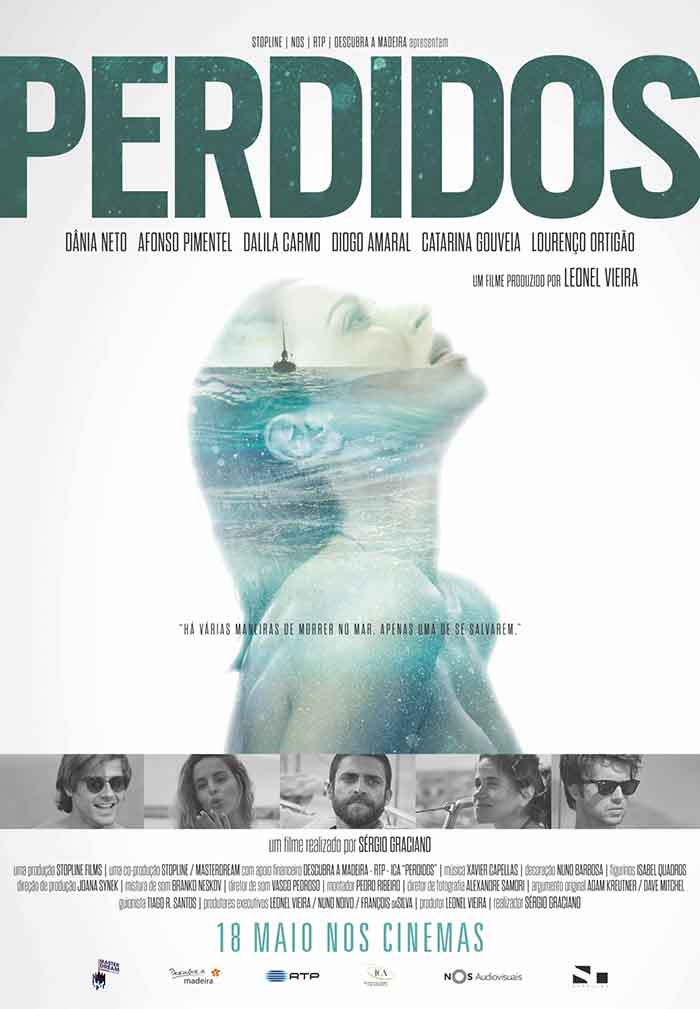 STOPLINE | NOS | RTP | DESCUBRA A MADEIRA apresentam
PERDIDOS
DÂNIA NETO AFONSO PIMENTEL DALILA CARMO DIOGO AMARAL CATARINA GOUVEIA LOURENÇO ORTIGÃO
UM FILME PRODUZIDO POR LEONEL VIEIRA
"HÁ VÁRIAS MANEIRAS DE MORRER NO MAR. APENAS UMA DE SE SALVAREM."
um filme realizado por SÉRGIO GRACIANO
uma produção STOPLINE FILMS | uma co-produção STOPLINE / MASTERDREAM com apoio financeiro DESCUBRA A MADEIRA - RTP - ICA "PERDIDOS" | música XAVIER CAPELLAS | decoração NUNO BARBOSA | figurinos ISABEL QUADROS
direção de produção JOANA SYNEK | mistura de som BRANKO NESKOV | diretor de som VASCO PEDROSO | montador PEDRO RIBEIRO | diretor de fotografia ALEXANDRE SAMORI | argumento original ADAM KREUTNER / DAVE MITCHEL
guionista TIAGO R. SANTOS | produtores executivos LEONEL VIEIRA / NUNO NOIVO / FRANÇOIS DASILVA | produtor LEONEL VIEIRA | realizador SÉRGIO GRACIANO
18 MAIO NOS CINEMAS
MASTER DREAM
Descubra a madeira
RTP
ICA
NOS Audiovisuais